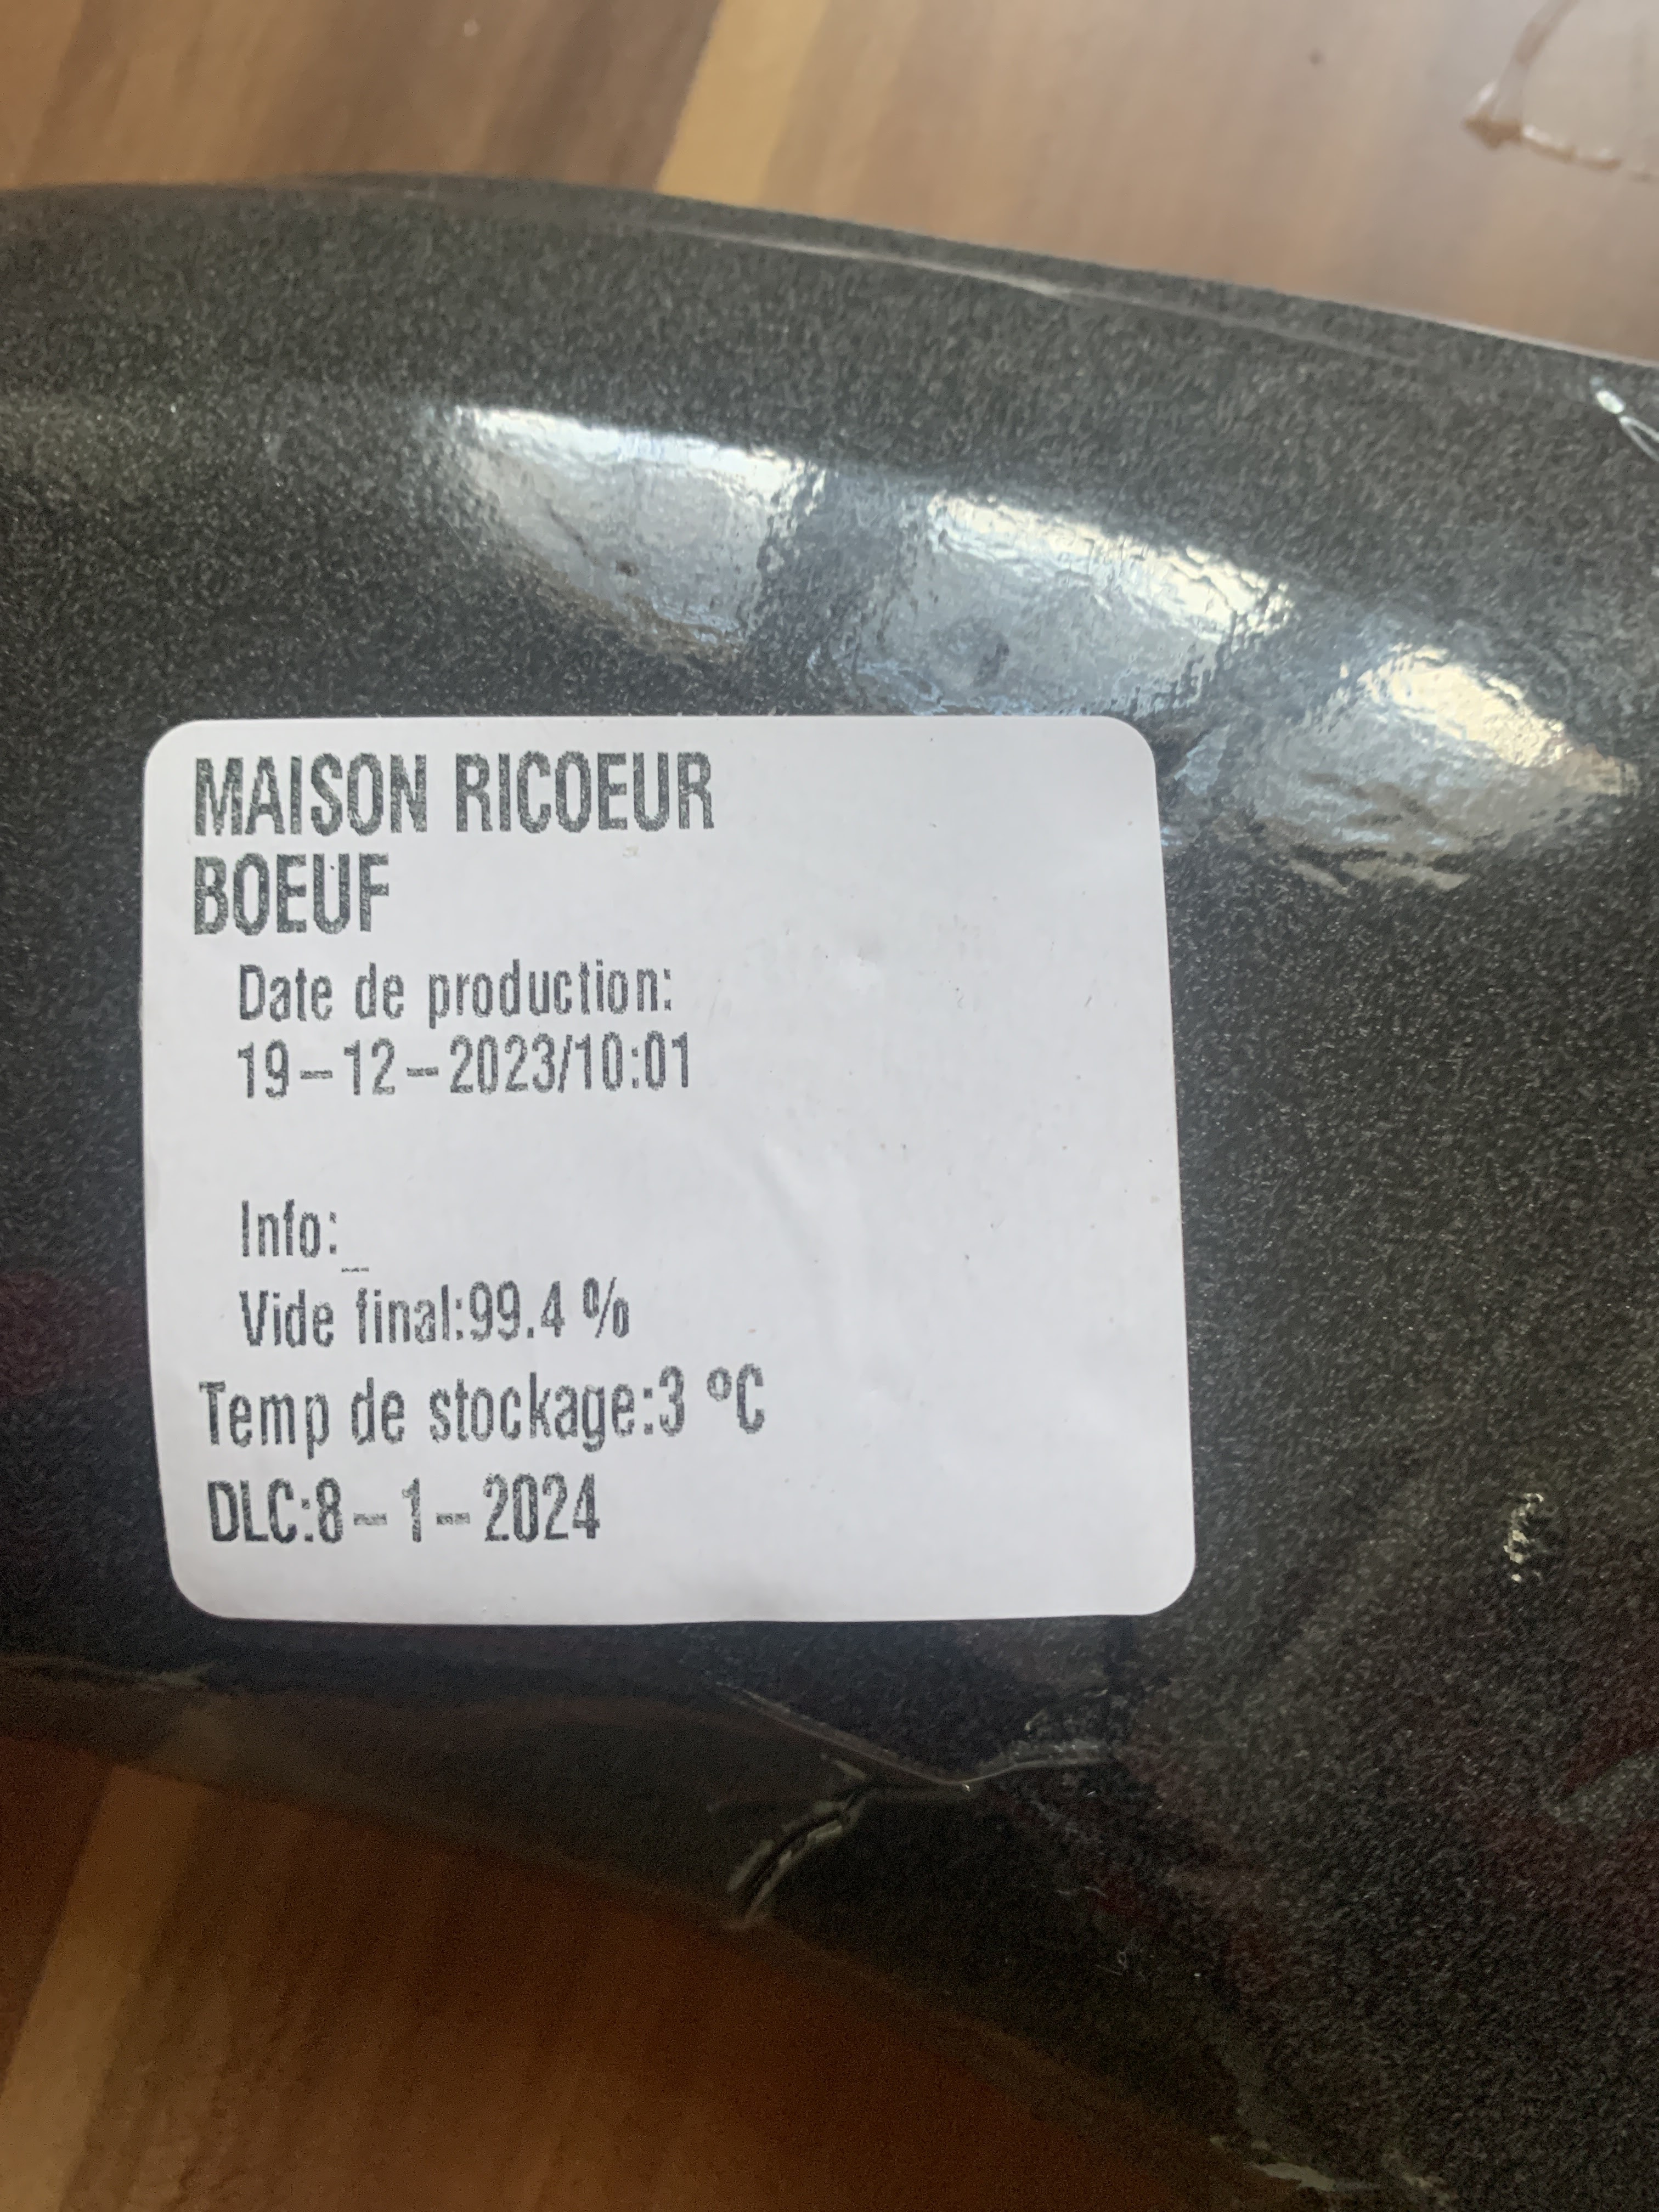 MAISON RICOEUR
BOEUF
Date de production:
19-12-2023/10:01
Info:_
Vide final:99.4 %
Temp de stockage:3 °C
DLC:8-1-2024